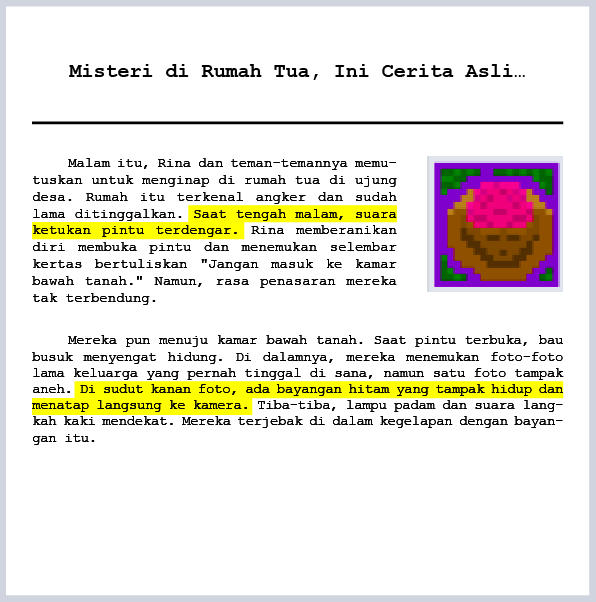 Misteri di Rumah Tua, Ini Cerita Asli…
Malam itu, Rina dan teman-temannya memu-
tuskan untuk menginap di rumah tua di ujung
desa. Rumah itu terkenal angker dan sudah
lama ditinggalkan. Saat tengah malam, suara
ketukan pintu terdengar. Rina memberanikan
diri membuka pintu dan menemukan selembar
kertas bertuliskan "Jangan masuk ke kamar
bawah tanah." Namun, rasa penasaran mereka
tak terbendung.
Mereka pun menuju kamar bawah tanah. Saat pintu terbuka, bau
busuk menyengat hidung. Di dalamnya, mereka menemukan foto-foto
lama keluarga yang pernah tinggal di sana, namun satu foto tampak
aneh. Di sudut kanan foto, ada bayangan hitam yang tampak hidup dan
menatap langsung ke kamera. Tiba-tiba, lampu padam dan suara lang-
kah kaki mendekat. Mereka terjebak di dalam kegelapan dengan bayan-
gan itu.